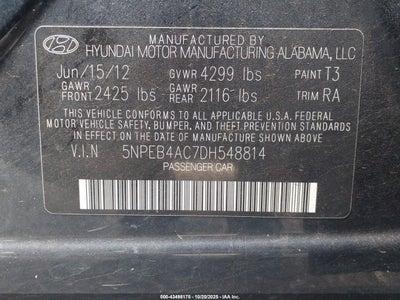 MANUFACTURED BY
HYUNDAI MOTOR MANUFACTURING ALABAMA, LLC
Jun/15/12 GVWR 4299 lbs PAINT T3
GAWR FRONT 2425 lbs GAWR REAR 2116 lbs TRIM RA
THIS VEHICLE CONFORMS TO ALL APPLICABLE U.S.A. FEDERAL
MOTOR VEHICLE SAFETY, BUMPER, AND THEFT PREVENTION
STANDARDS IN EFFECT ON THE DATE OF MANUFACTURE
SHOWN ABOVE.
V.I.N 5NPEB4AC7DH548814
PASSENGER CAR
000-43498175 - 10/20/2025 - IAA Inc.